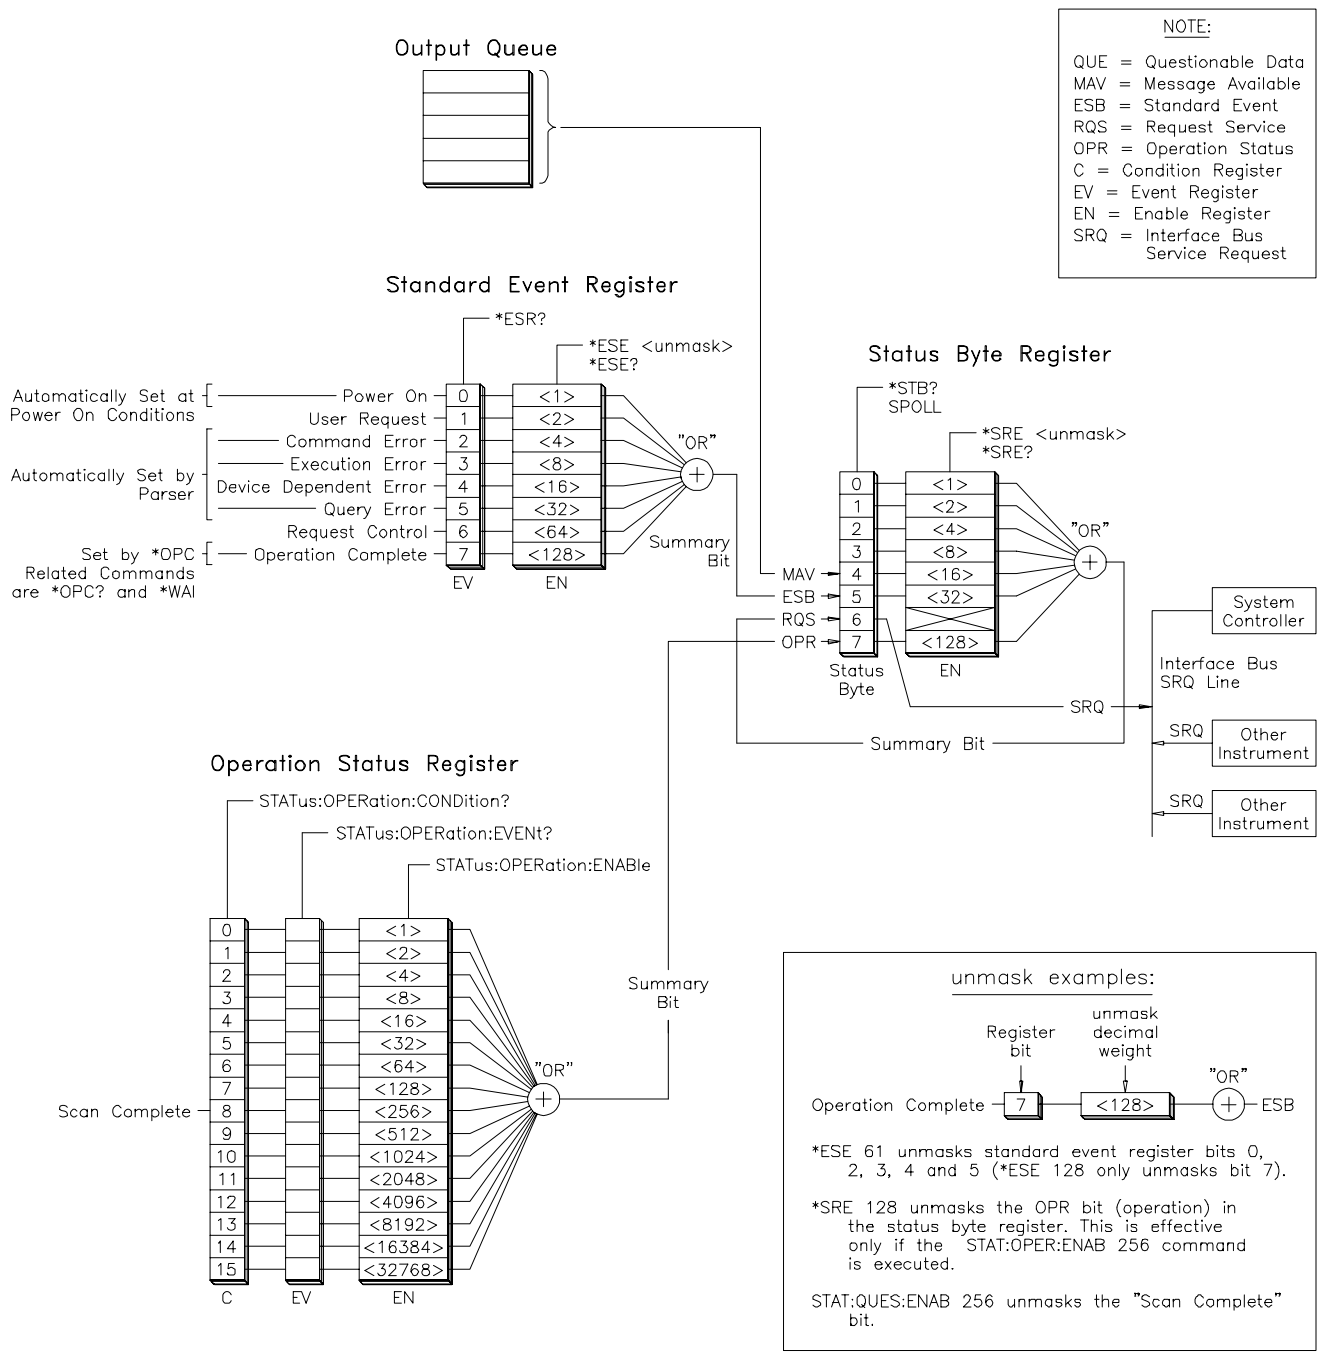 NOTE:
QUE = Questionable Data
MAV = Message Available
ESB = Standard Event
RQS = Request Service
OPR = Operation Status
C = Condition Register
EV = Event Register
EN = Enable Register
SRQ = Interface Bus
Service Request
Output Queue
Standard Event Register
*ESR?
*ESE <unmask>
*ESE?
Automatically Set at
Power On Conditions
Automatically Set by
Parser
Set by *OPC
Related Commands
are *OPC? and *WAI
Power On 0 <1>
User Request 1 <2>
Command Error 2 <4>
Execution Error 3 <8>
Device Dependent Error 4 <16>
Query Error 5 <32>
Request Control 6 <64>
Operation Complete 7 <128>
EV EN
"OR"
+
Summary
Bit
Status Byte Register
*STB?
SPOLL
*SRE <unmask>
*SRE?
0 <1>
1 <2>
2 <4>
3 <8>
MAV 4 <16>
ESB 5 <32>
RQS 6
OPR 7 <128>
Status
Byte
EN
"OR"
+
SRQ
Summary Bit
System
Controller
Interface Bus
SRQ Line
SRQ
Other
Instrument
SRQ
Other
Instrument
Operation Status Register
STATus:OPERation:CONDition?
STATus:OPERation:EVENt?
STATus:OPERation:ENABle
0 <1>
1 <2>
2 <4>
3 <8>
4 <16>
5 <32>
6 <64>
7 <128>
Scan Complete 8 <256>
9 <512>
10 <1024>
11 <2048>
12 <4096>
13 <8192>
14 <16384>
15 <32768>
C EV EN
"OR"
+
Summary
Bit
unmask examples:
Register
bit
unmask
decimal
weight
"OR"
Operation Complete 7 <128> + ESB
*ESE 61 unmasks standard event register bits 0,
2, 3, 4 and 5 (*ESE 128 only unmasks bit 7).
*SRE 128 unmasks the OPR bit (operation) in
the status byte register. This is effective
only if the STAT:OPER:ENAB 256 command
is executed.
STAT:QUES:ENAB 256 unmasks the "Scan Complete"
bit.